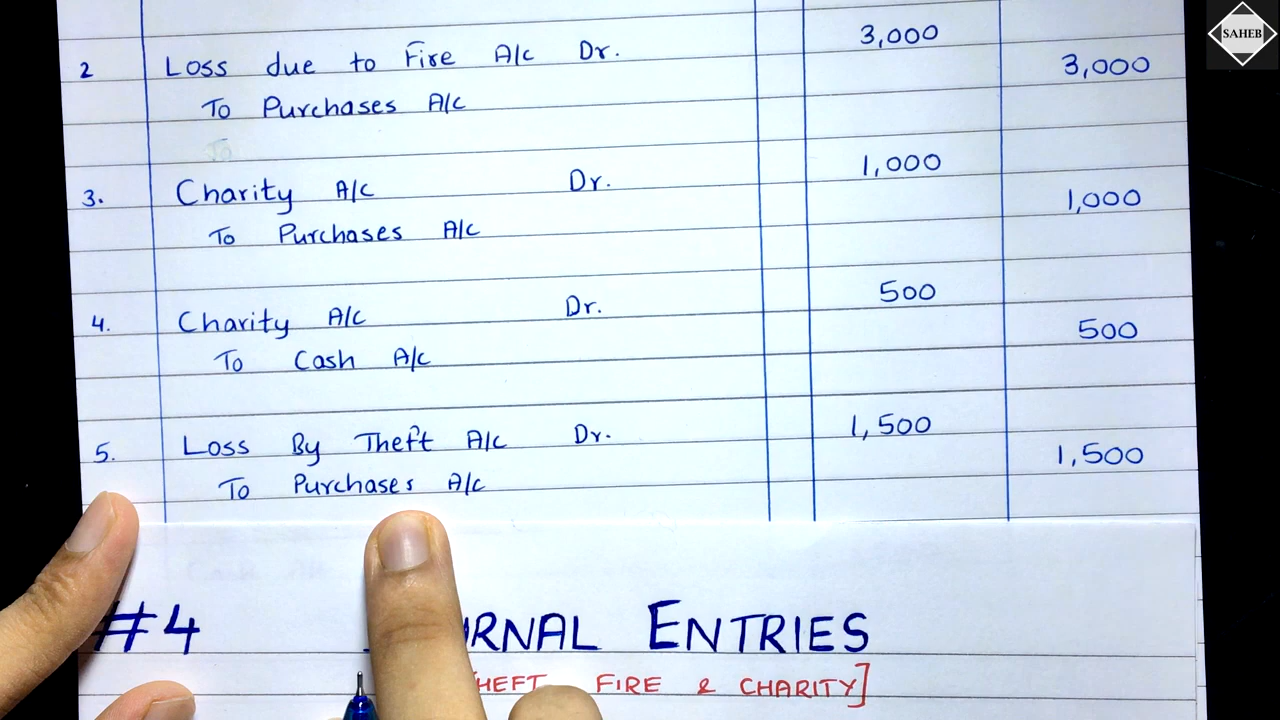 SAHEB
2 Loss due to Fire A/c Dr. 3,000
To Purchases A/c 3,000
To
3. Charity A/c Dr. 1,000
To Purchases A/c 1,000
4. Charity A/c Dr. 500
To Cash A/c 500
5. Loss By Theft A/c Dr. 1,500
To Purchases A/c 1,500
#4 ENTRIES
FIRE & CHARITY]